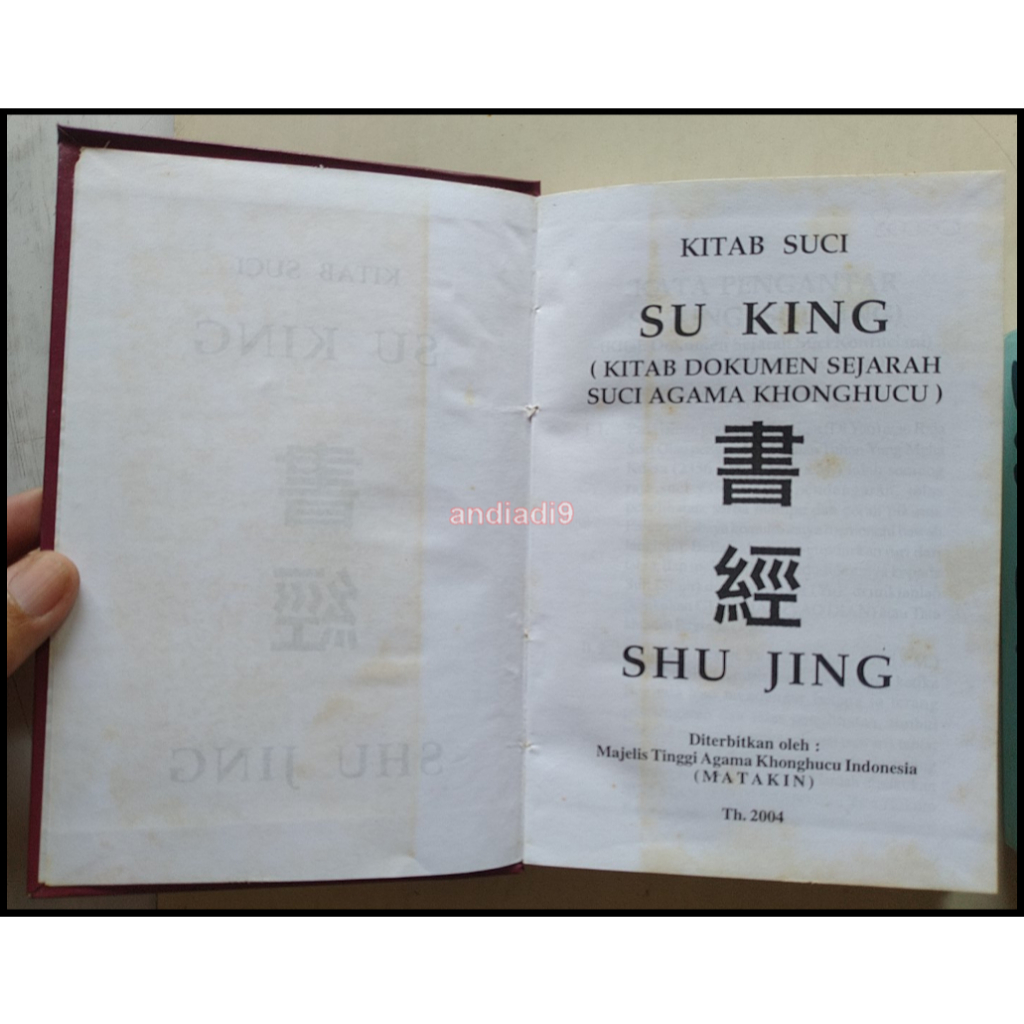 KITAB SUCI
SU KING
( KITAB DOKUMEN SEJARAH
SUCI AGAMA KHONGHUCU )
書
經
SHU JING
Diterbitkan oleh :
Majelis Tinggi Agama Khonghucu Indonesia
(MATAKIN)
Th. 2004
andiadi9